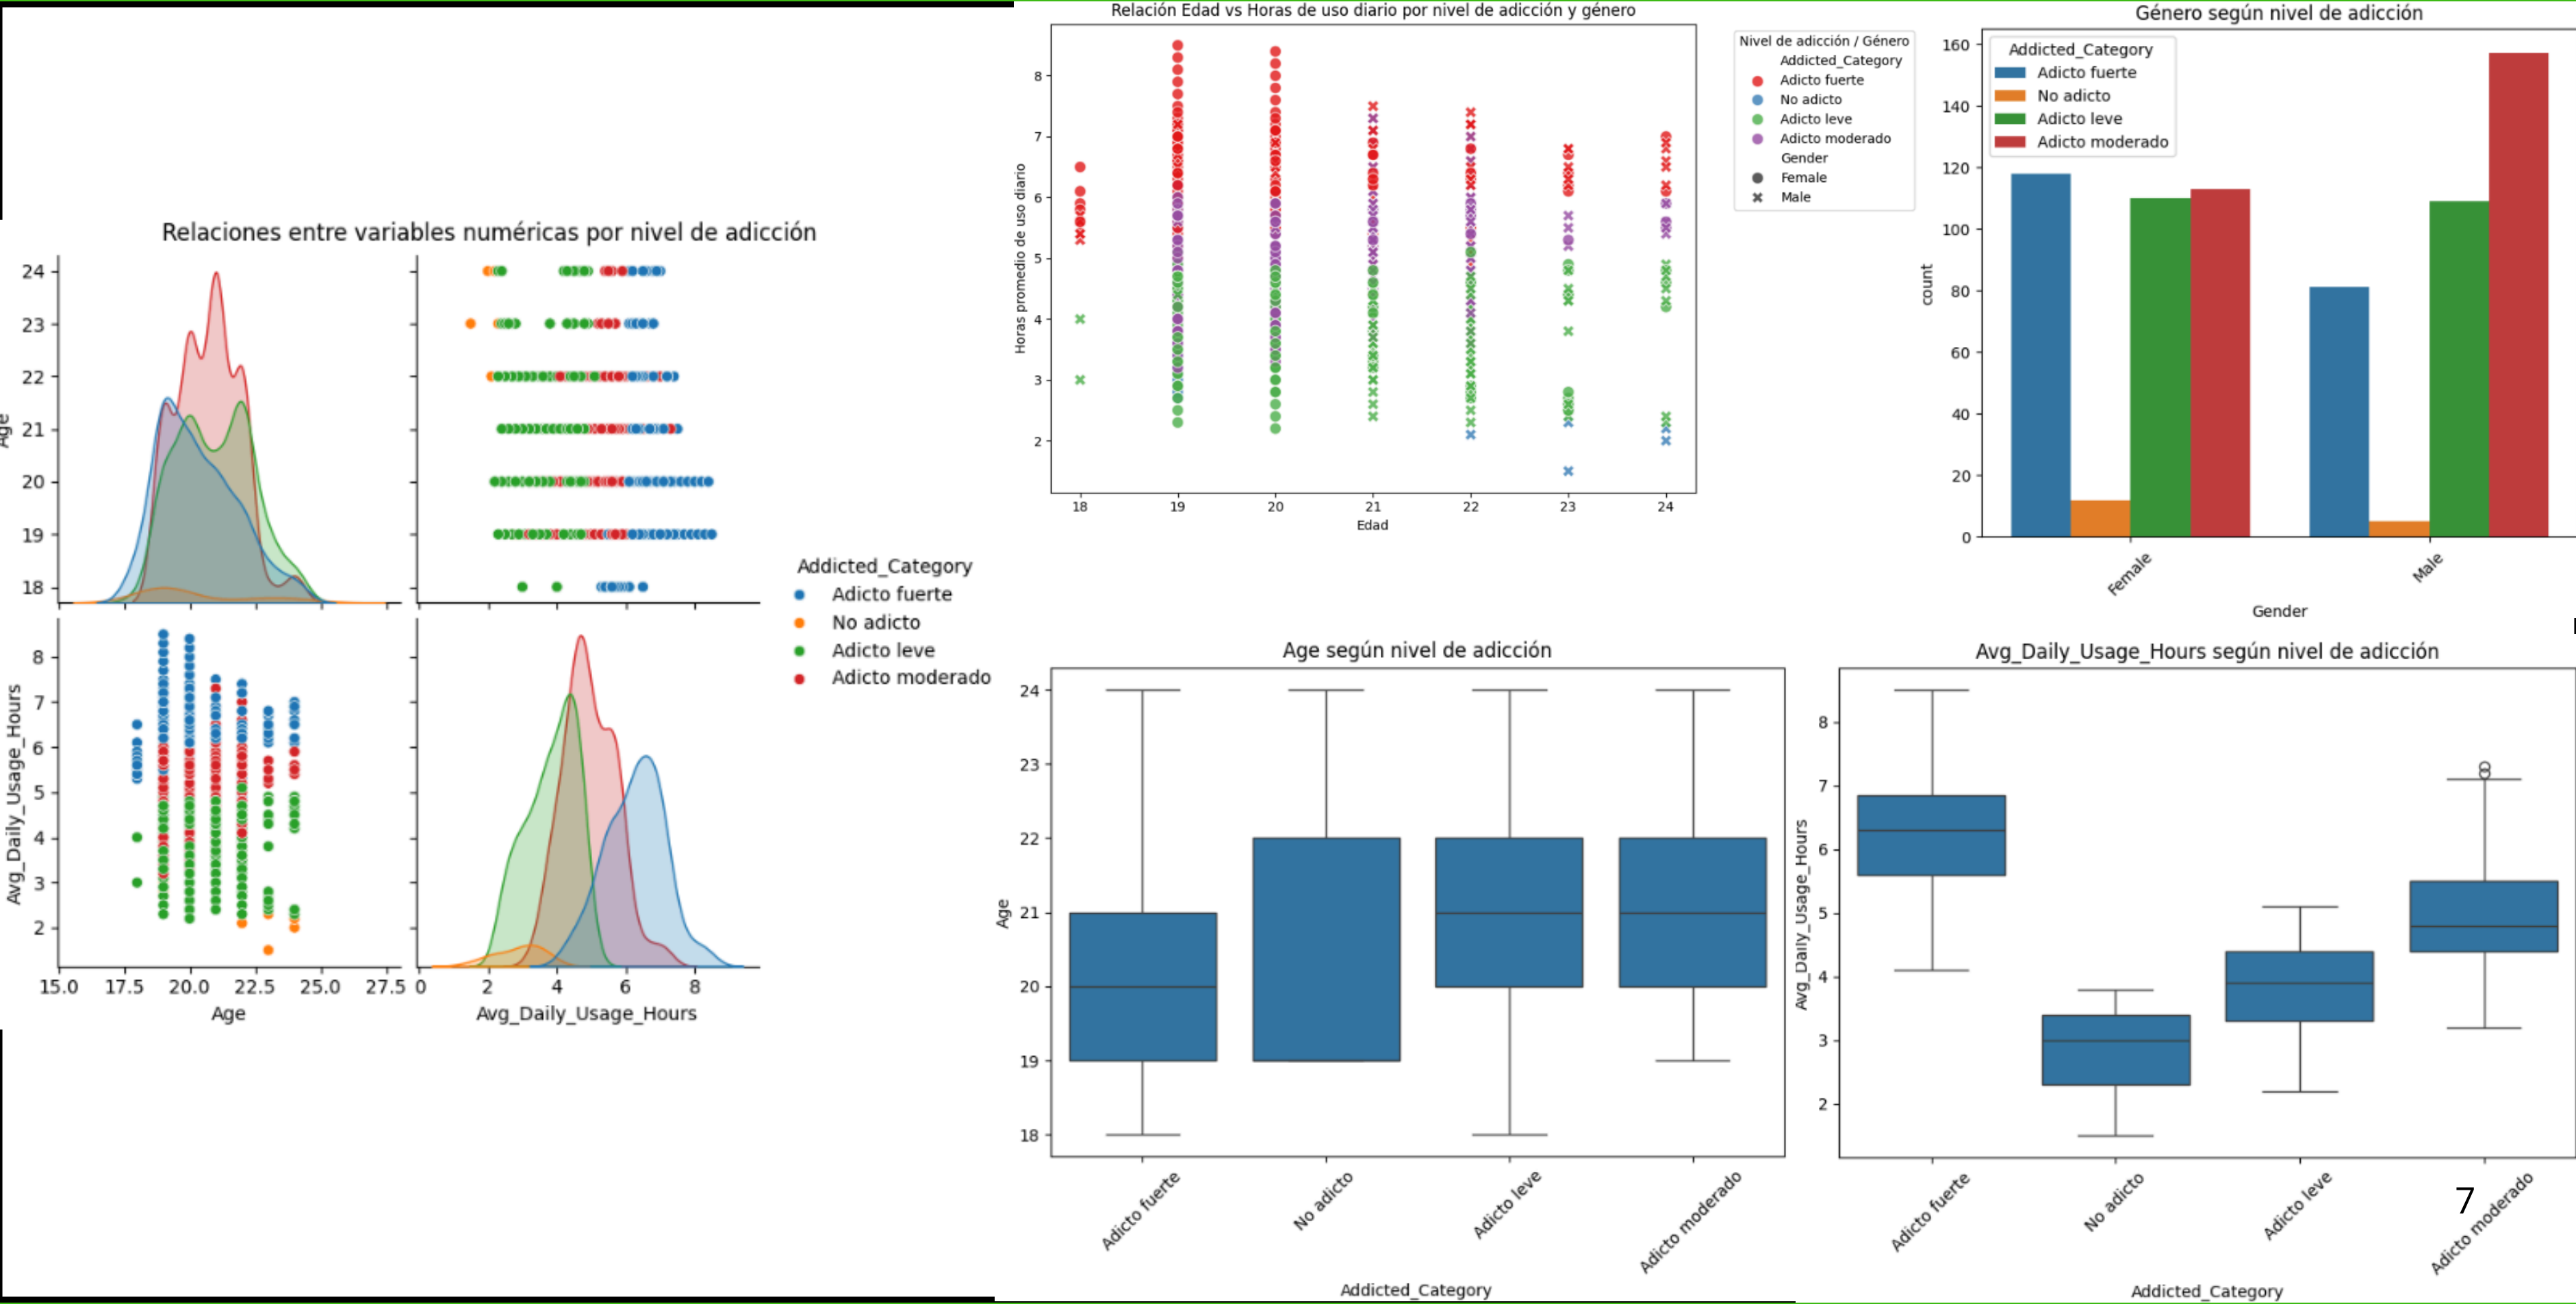 Relaciones entre variables numéricas por nivel de adicción
Age
24
23
22
21
20
19
18
Avg_Daily_Usage_Hours
8
7
6
5
4
3
2
15.0 17.5 20.0 22.5 25.0 27.5
Age
0 2 4 6 8
Avg_Daily_Usage_Hours
Addicted_Category
Adicto fuerte
No adicto
Adicto leve
Adicto moderado
Relación Edad vs Horas de uso diario por nivel de adicción y género
Horas promedio de uso diario
8
7
6
5
4
3
2
18 19 20 21 22 23 24
Edad
Nivel de adicción / Género
Addicted_Category
Adicto fuerte
No adicto
Adicto leve
Adicto moderado
Gender
Female
Male
Género según nivel de adicción
Addicted_Category
Adicto fuerte
No adicto
Adicto leve
Adicto moderado
count
160
140
120
100
80
60
40
20
0
Female Male
Gender
Age según nivel de adicción
Age
24
23
22
21
20
19
18
Adicto fuerte No adicto Adicto leve Adicto moderado
Addicted_Category
Avg_Daily_Usage_Hours según nivel de adicción
Avg_Daily_Usage_Hours
8
7
6
5
4
3
2
Adicto fuerte No adicto Adicto leve Adicto moderado
Addicted_Category
7